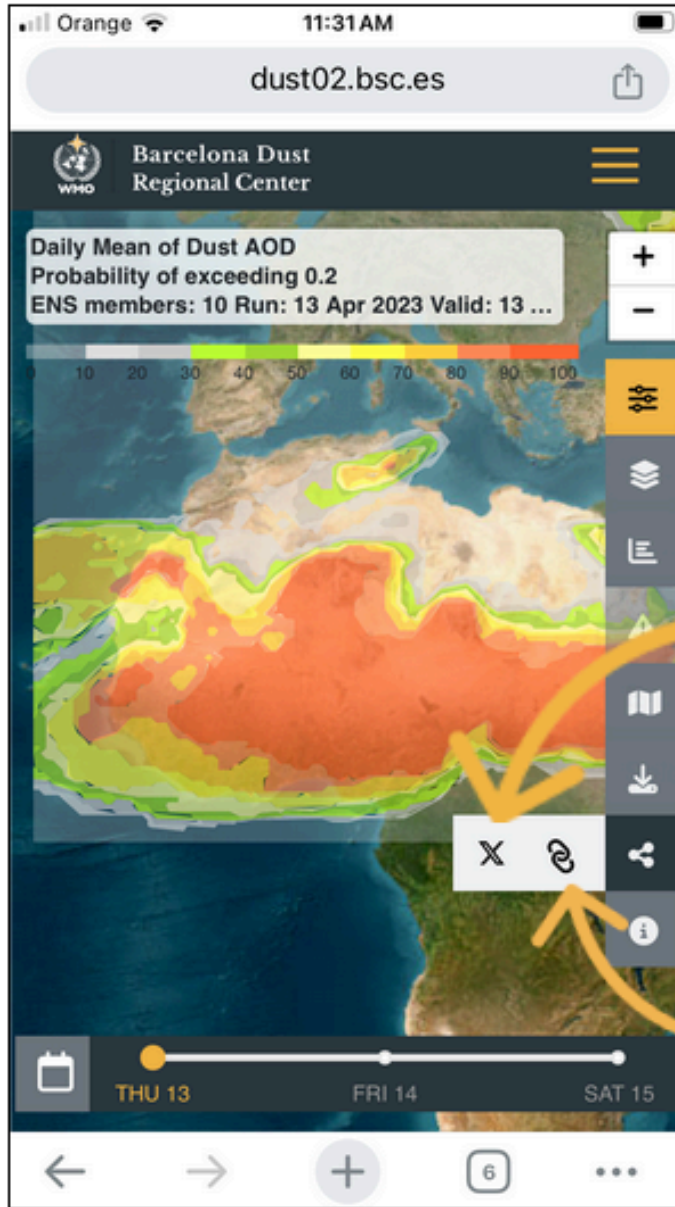 Orange
11:31 AM
dust02.bsc.es
WMO
Barcelona Dust
Regional Center
Daily Mean of Dust AOD
Probability of exceeding 0.2
ENS members: 10 Run: 13 Apr 2023 Valid: 13 ...
0 10 20 30 40 50 60 70 80 90 100
+
−
X
i
THU 13 FRI 14 SAT 15
6